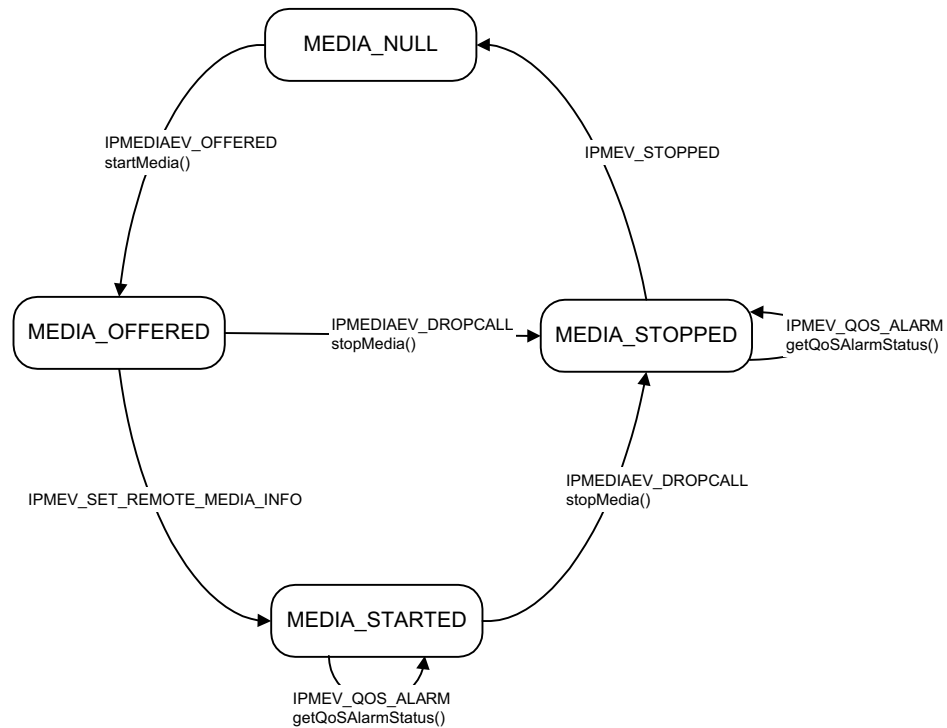 MEDIA_NULL
IPMEDIAEV_OFFERED
startMedia()
IPMEV_STOPPED
MEDIA_OFFERED
IPMEDIAEV_DROPCALL
stopMedia()
MEDIA_STOPPED
IPMEV_QOS_ALARM
getQoSAlarmStatus()
IPMEDIAEV_DROPCALL
stopMedia()
IPMEV_SET_REMOTE_MEDIA_INFO
MEDIA_STARTED
IPMEV_QOS_ALARM
getQoSAlarmStatus()